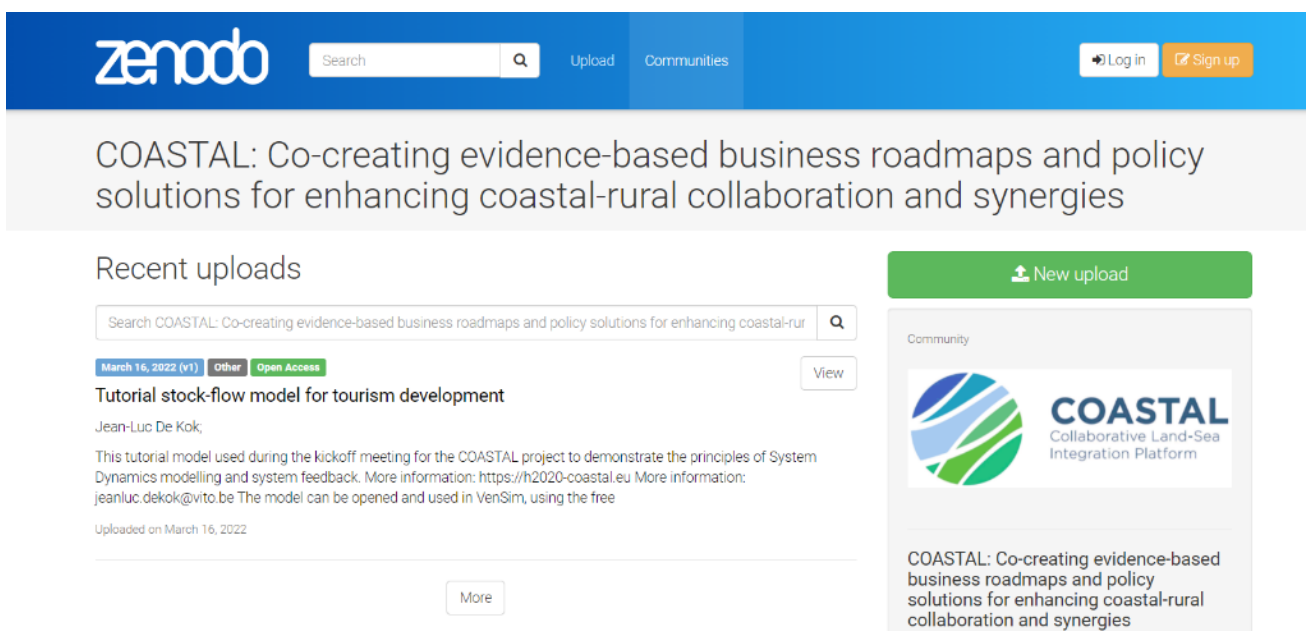 zenodo
Search
Upload
Communities
Log in
Sign up
COASTAL: Co-creating evidence-based business roadmaps and policy
solutions for enhancing coastal-rural collaboration and synergies
Recent uploads
Search COASTAL: Co-creating evidence-based business roadmaps and policy solutions for enhancing coastal-rur
March 16, 2022 (v1) Other Open Access
View
Tutorial stock-flow model for tourism development
Jean-Luc De Kok;
This tutorial model used during the kickoff meeting for the COASTAL project to demonstrate the principles of System
Dynamics modelling and system feedback. More information: https://h2020-coastal.eu More information:
jeanluc.dekok@vito.be The model can be opened and used in VenSim, using the free
Uploaded on March 16, 2022
More
New upload
Community
COASTAL
Collaborative Land-Sea
Integration Platform
COASTAL: Co-creating evidence-based
business roadmaps and policy
solutions for enhancing coastal-rural
collaboration and synergies